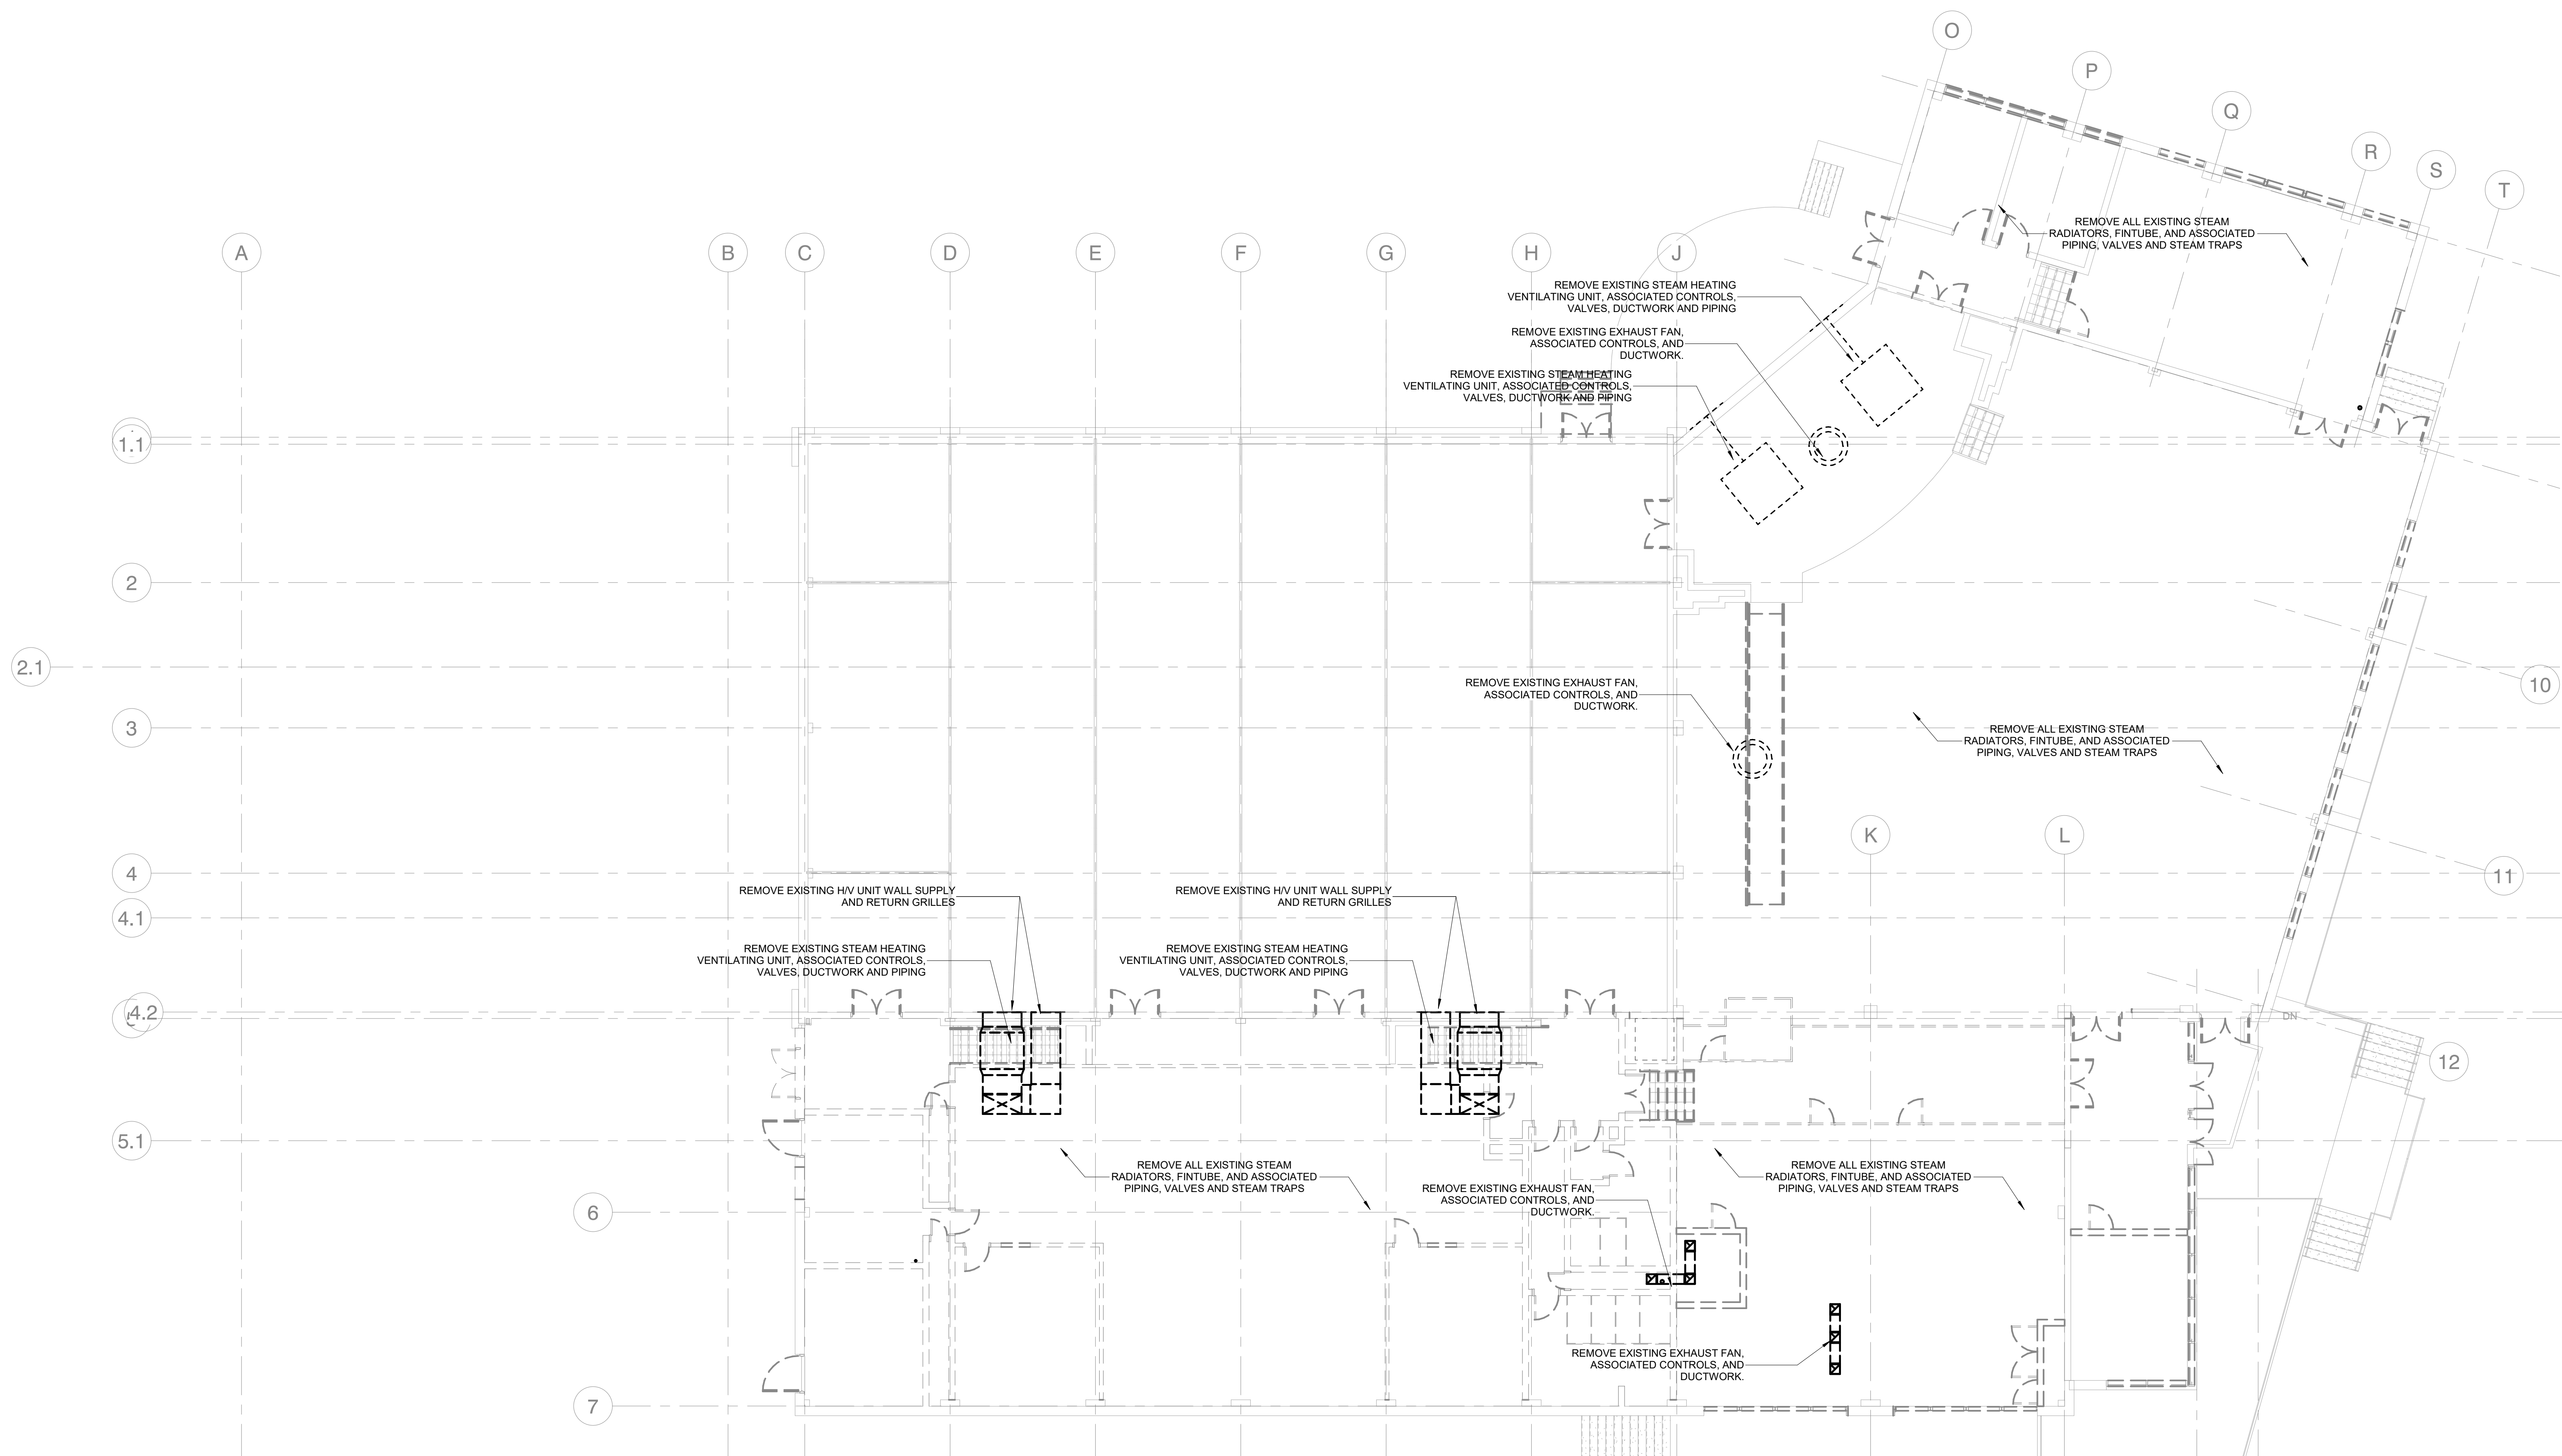 O
P
Q
R
S
T
A
B
C
D
E
F
G
H
J
REMOVE ALL EXISTING STEAM
RADIATORS, FINTUBE, AND ASSOCIATED
PIPING, VALVES AND STEAM TRAPS
REMOVE EXISTING STEAM HEATING
VENTILATING UNIT, ASSOCIATED CONTROLS,
VALVES, DUCTWORK AND PIPING
REMOVE EXISTING EXHAUST FAN,
ASSOCIATED CONTROLS, AND
DUCTWORK.
REMOVE EXISTING STEAM HEATING
VENTILATING UNIT, ASSOCIATED CONTROLS,
VALVES, DUCTWORK AND PIPING
1.1
2
2.1
10
REMOVE EXISTING EXHAUST FAN,
ASSOCIATED CONTROLS, AND
DUCTWORK.
3
REMOVE ALL EXISTING STEAM
RADIATORS, FINTUBE, AND ASSOCIATED
PIPING, VALVES AND STEAM TRAPS
K
L
4
11
REMOVE EXISTING H/V UNIT WALL SUPPLY
AND RETURN GRILLES
REMOVE EXISTING H/V UNIT WALL SUPPLY
AND RETURN GRILLES
4.1
REMOVE EXISTING STEAM HEATING
VENTILATING UNIT, ASSOCIATED CONTROLS,
VALVES, DUCTWORK AND PIPING
REMOVE EXISTING STEAM HEATING
VENTILATING UNIT, ASSOCIATED CONTROLS,
VALVES, DUCTWORK AND PIPING
4.2
DN
12
5.1
REMOVE ALL EXISTING STEAM
RADIATORS, FINTUBE, AND ASSOCIATED
PIPING, VALVES AND STEAM TRAPS
REMOVE EXISTING EXHAUST FAN,
ASSOCIATED CONTROLS, AND
DUCTWORK.
REMOVE ALL EXISTING STEAM
RADIATORS, FINTUBE, AND ASSOCIATED
PIPING, VALVES AND STEAM TRAPS
6
REMOVE EXISTING EXHAUST FAN,
ASSOCIATED CONTROLS, AND
DUCTWORK.
7